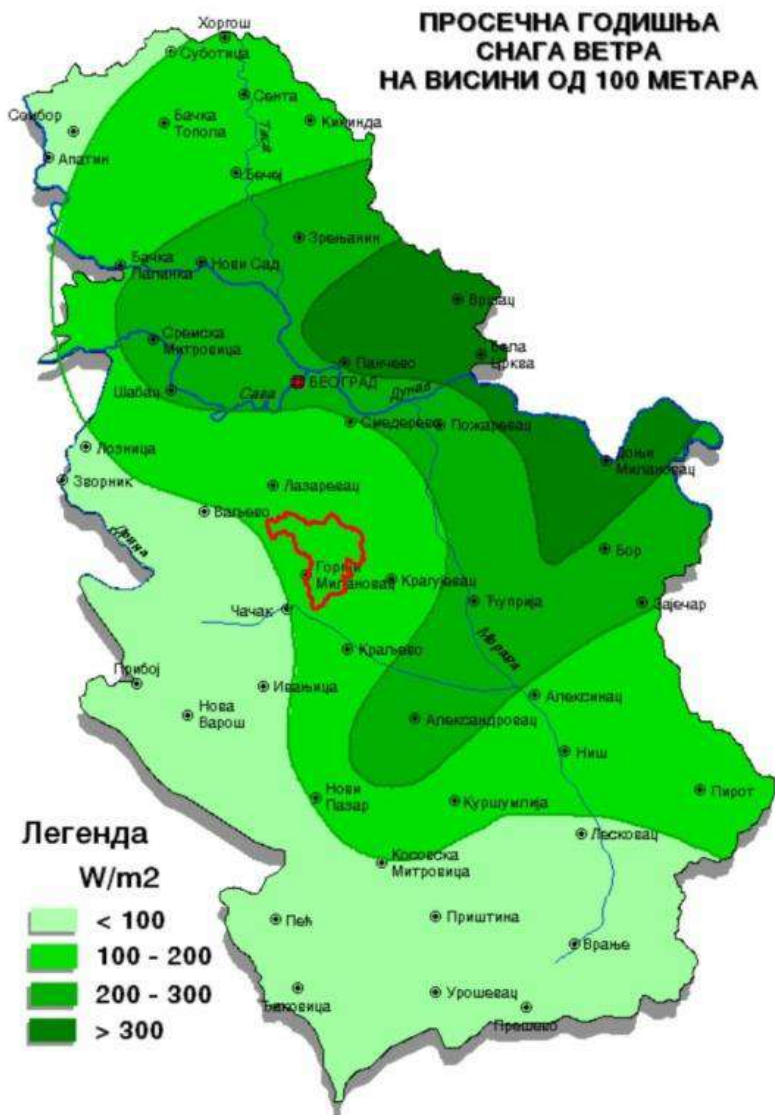 ПРОСЕЧНА ГОДИШЊА
СНАГА ВЕТРА
НА ВИСИНИ ОД 100 МЕТАРА
Хоргош
Суботица
Сента
Сомбор
Бачка
Топола
Кикинда
Тиса
Апатин
Бечеј
Зрењанин
Бачка
Паланка
Нови Сад
Вршац
Сремска
Митровица
Бела
Црква
Панчево
БЕОГРАД
Дунав
Шабац
Сава
Смедерево
Пожаревац
Лозница
Доњи
Милановац
Зворник
Лазаревац
Ваљево
Дрина
Бор
Горњи
Милановац
Крагујевац
Ћуприја
Зајечар
Чачак
Морава
Краљево
Прибој
Ивањица
Алексинац
Нова
Варош
Александровац
Ниш
Нови
Пазар
Куршумлија
Пирот
Лесковац
Легенда
W/m2
Косовска
Митровица
< 100
Пећ
Приштина
100 - 200
Врање
200 - 300
Ђаковица
Урошевац
Прешево
> 300